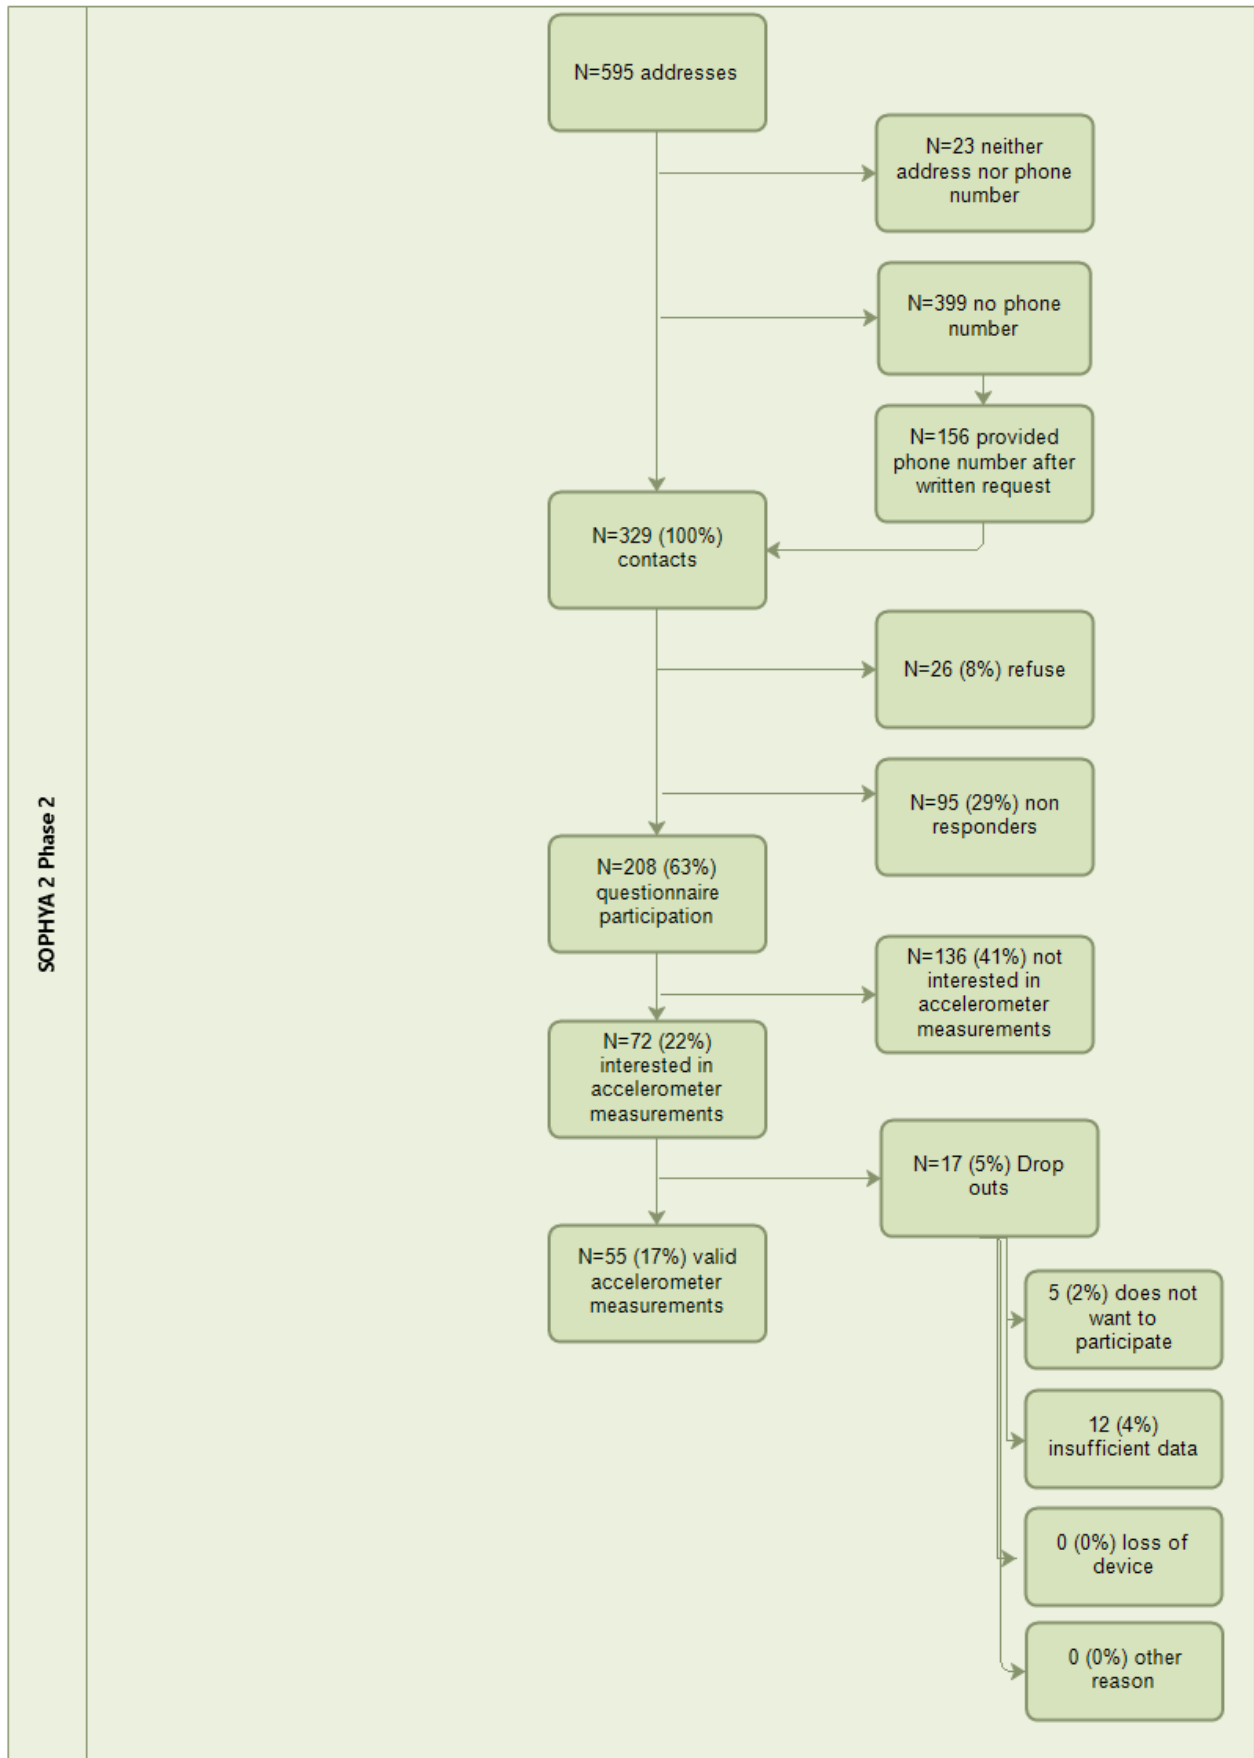 SOPHYA 2 Phase 2
N=595 addresses
N=23 neither
address nor phone
number
N=399 no phone
number
N=156 provided
phone number after
written request
N=329 (100%)
contacts
N=26 (8%) refuse
N=95 (29%) non
responders
N=208 (63%)
questionnaire
participation
N=136 (41%) not
interested in
accelerometer
measurements
N=72 (22%)
interested in
accelerometer
measurements
N=17 (5%) Drop
outs
N=55 (17%) valid
accelerometer
measurements
5 (2%) does not
want to
participate
12 (4%)
insufficient data
0 (0%) loss of
device
0 (0%) other
reason